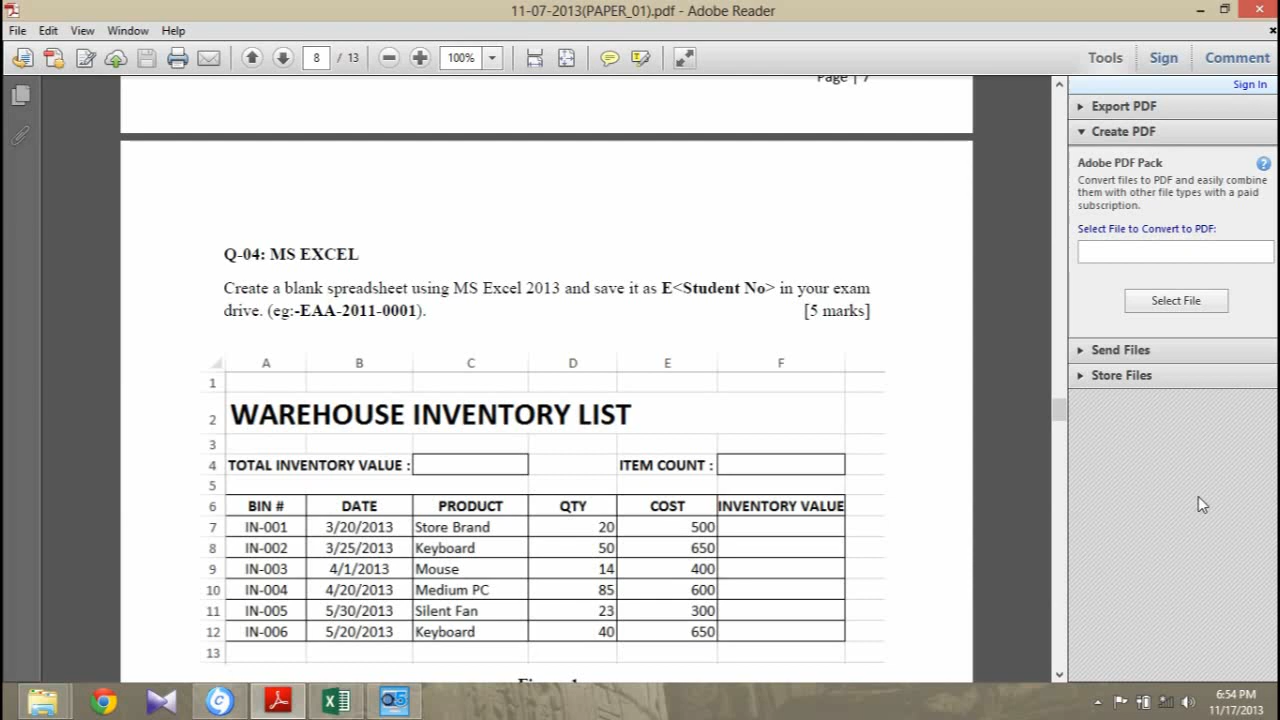 11-07-2013(PAPER_01).pdf - Adobe Reader
File Edit View Window Help
8 / 13 100% Tools Sign Comment
Page | 7
Sign In
Export PDF
Create PDF
Adobe PDF Pack
Convert files to PDF and easily combine
them with other file types with a paid
subscription.
Select File to Convert to PDF:
Select File
Send Files
Store Files
Q-04: MS EXCEL
Create a blank spreadsheet using MS Excel 2013 and save it as E<Student No> in your exam
drive. (eg:-EAA-2011-0001). [5 marks]
A B C D E F
1
2 WAREHOUSE INVENTORY LIST
3
4 TOTAL INVENTORY VALUE : ITEM COUNT :
5
6 BIN # DATE PRODUCT QTY COST INVENTORY VALUE
7 IN-001 3/20/2013 Store Brand 20 500
8 IN-002 3/25/2013 Keyboard 50 650
9 IN-003 4/1/2013 Mouse 14 400
10 IN-004 4/20/2013 Medium PC 85 600
11 IN-005 5/30/2013 Silent Fan 23 300
12 IN-006 5/20/2013 Keyboard 40 650
13
6:54 PM
11/17/2013